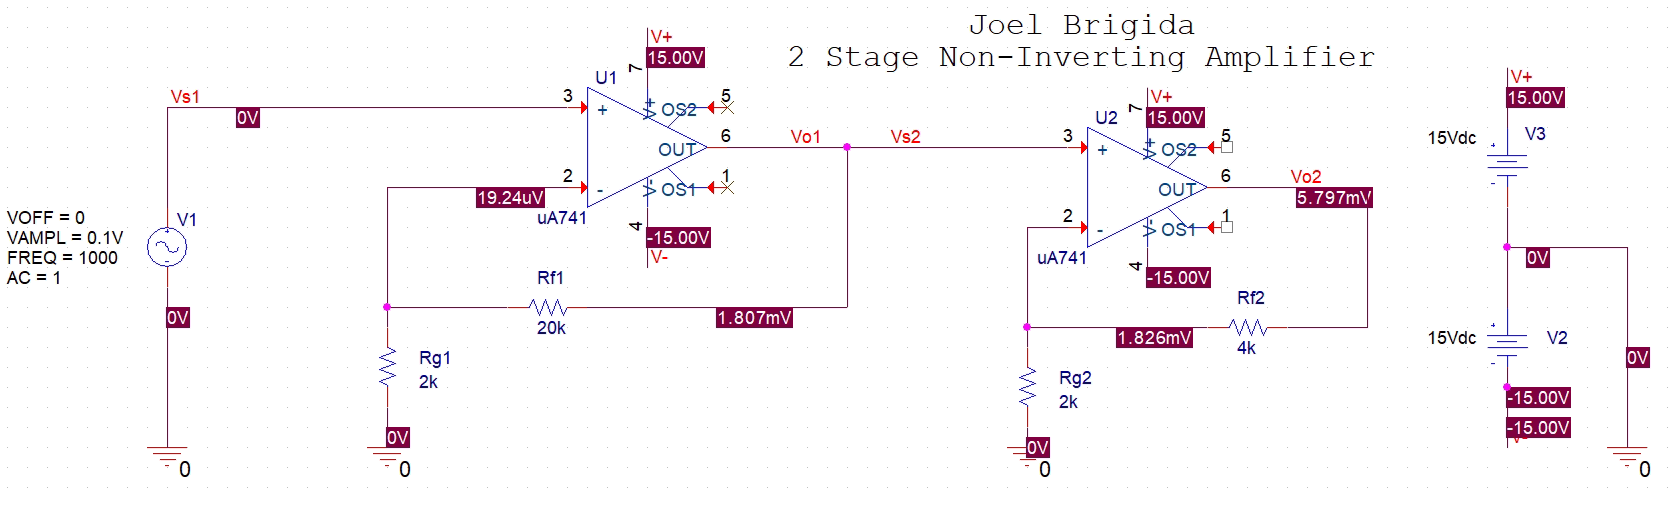 Joel Brigida
2 Stage Non-Inverting Amplifier
Vs1
0V
VOFF = 0
VAMPL = 0.1V
FREQ = 1000
AC = 1
V1
0V
0
V+
15.00V
7
U1
3
+
V+
OS2
5
OUT
6
2
-
V-
OS1
1
uA741
4
-15.00V
V-
19.24uV
Rf1
20k
1.807mV
Rg1
2k
0V
0
Vo1
Vs2
V+
15.00V
7
U2
3
+
V+
OS2
5
OUT
6
2
-
V-
OS1
1
uA741
4
-15.00V
Vo2
5.797mV
Rf2
4k
1.826mV
Rg2
2k
0V
0
V+
15.00V
15Vdc
+
V3
-
0V
15Vdc
+
V2
-
-15.00V
-15.00V
0V
0